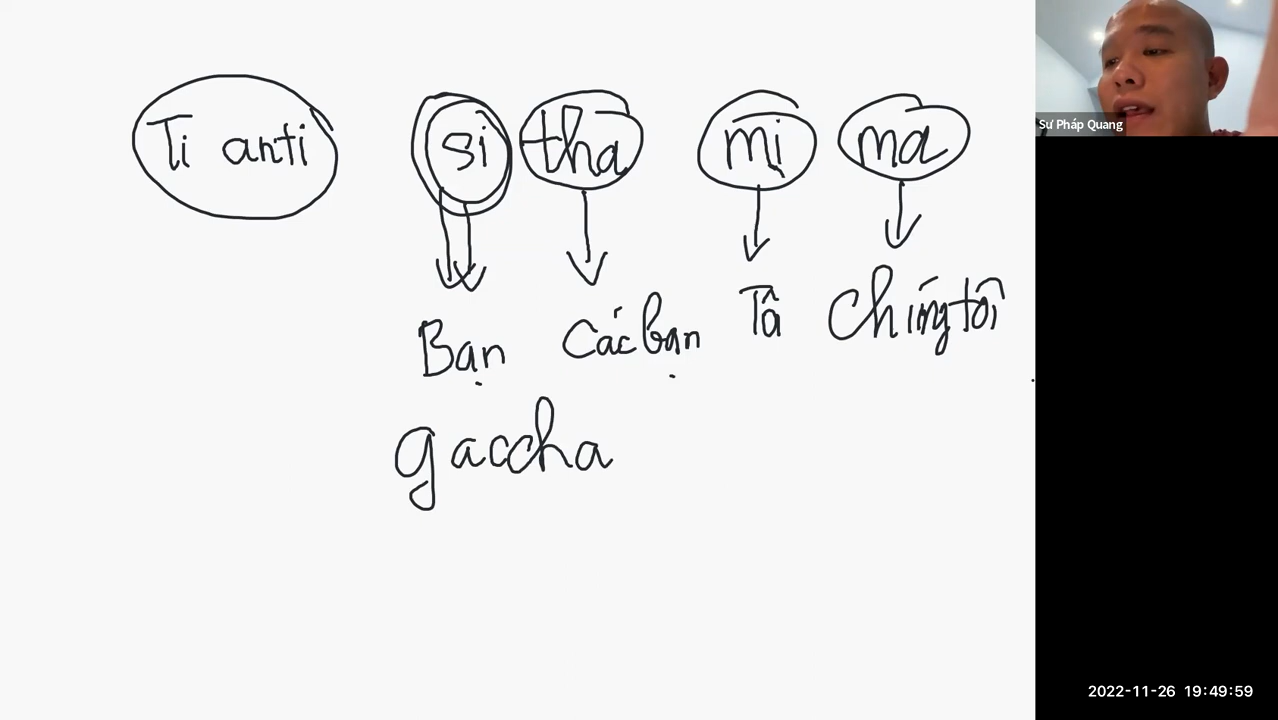 Ti anti si tha mi ma
Sư Pháp Quang
Bạn Các bạn Ta Chúng tôi
gaccha
2022-11-26 19:49:59